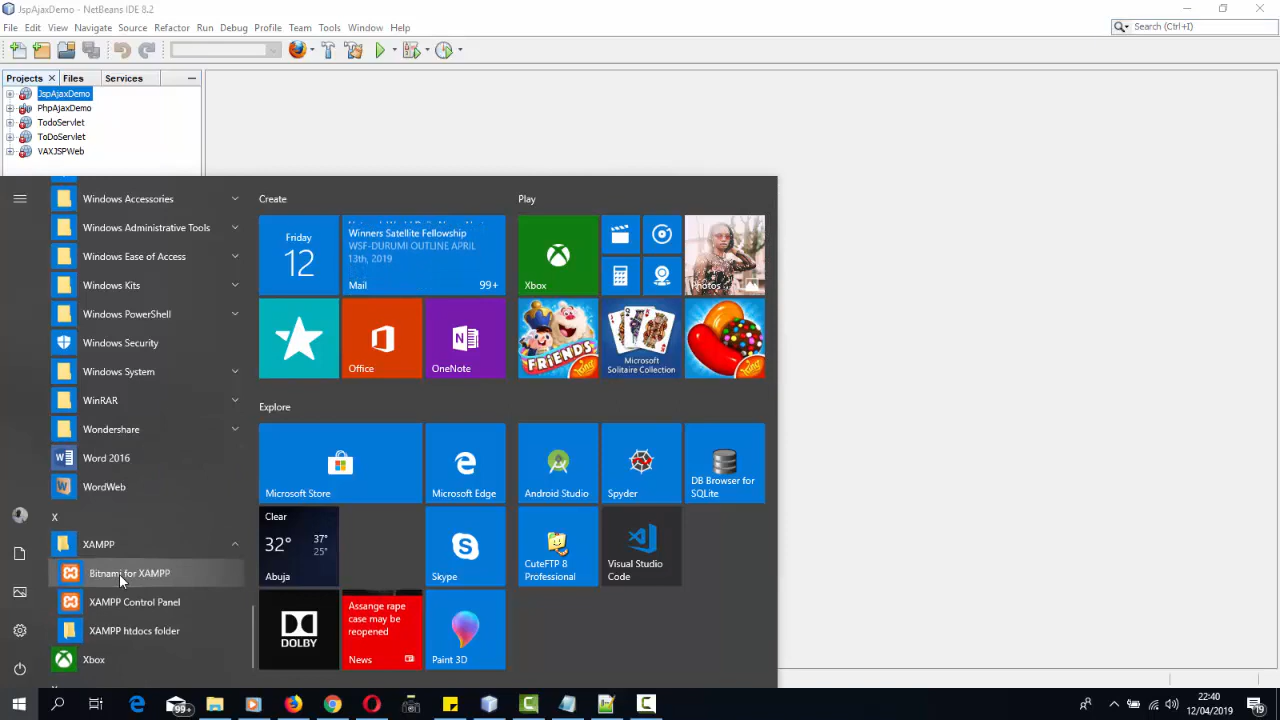 JspAjaxDemo - NetBeans IDE 8.2
File Edit View Navigate Source Refactor Run Debug Profile Team Tools Window Help
Search (Ctrl+I)
Projects Files Services
JspAjaxDemo
PhpAjaxDemo
TodoServlet
ToDoServlet
VAXJSPWeb
Windows Accessories
Windows Administrative Tools
Windows Ease of Access
Windows Kits
Windows PowerShell
Windows Security
Windows System
WinRAR
Wondershare
Word 2016
WordWeb
X
XAMPP
Bitnami for XAMPP
XAMPP Control Panel
XAMPP htdocs folder
Xbox
Create
Friday
12
Winners Satellite Fellowship
WSF-DURUMI OUTLINE APRIL
13th, 2019
Mail 99+
Office
OneNote
Play
Xbox
Photos
FRIENDS
King
Microsoft
Solitaire Collection
King
Explore
Microsoft Store
Microsoft Edge
Clear
32° 37°
25°
Abuja
Skype
DOLBY
Assange rape
case may be
reopened
News
Paint 3D
Android Studio
Spyder
DB Browser for
SQLite
CuteFTP 8
Professional
Visual Studio
Code
99+
22:40
12/04/2019
19